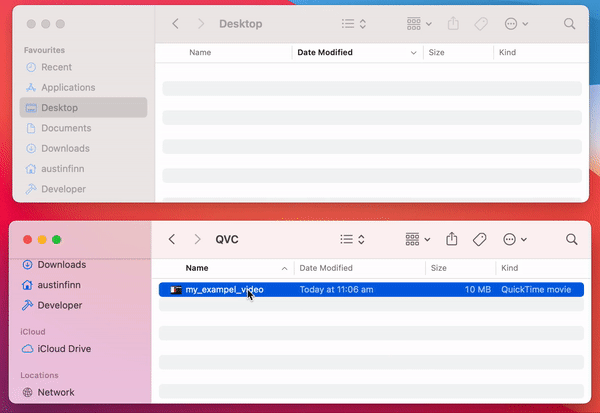 Desktop
Favourites
Recent
Applications
Desktop
Documents
Downloads
austinfinn
Developer
Name Date Modified Size Kind
QVC
Downloads
austinfinn
Developer
iCloud
iCloud Drive
Locations
Network
Name Date Modified Size Kind
my_exampel_video Today at 11:06 am 10 MB QuickTime movie